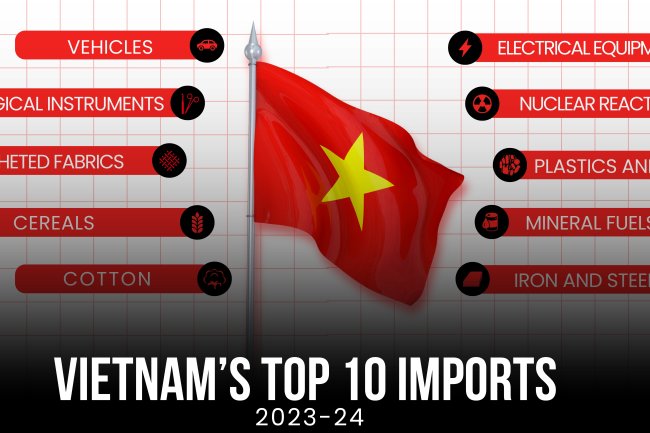 VEHICLES
GICAL INSTRUMENTS
HETED FABRICS
CEREALS
COTTON
ELECTRICAL EQUIPM
NUCLEAR REACT
PLASTICS AN
MINERAL FUELS
IRON AND STEE
VIETNAM'S TOP 10 IMPORTS
2023-24